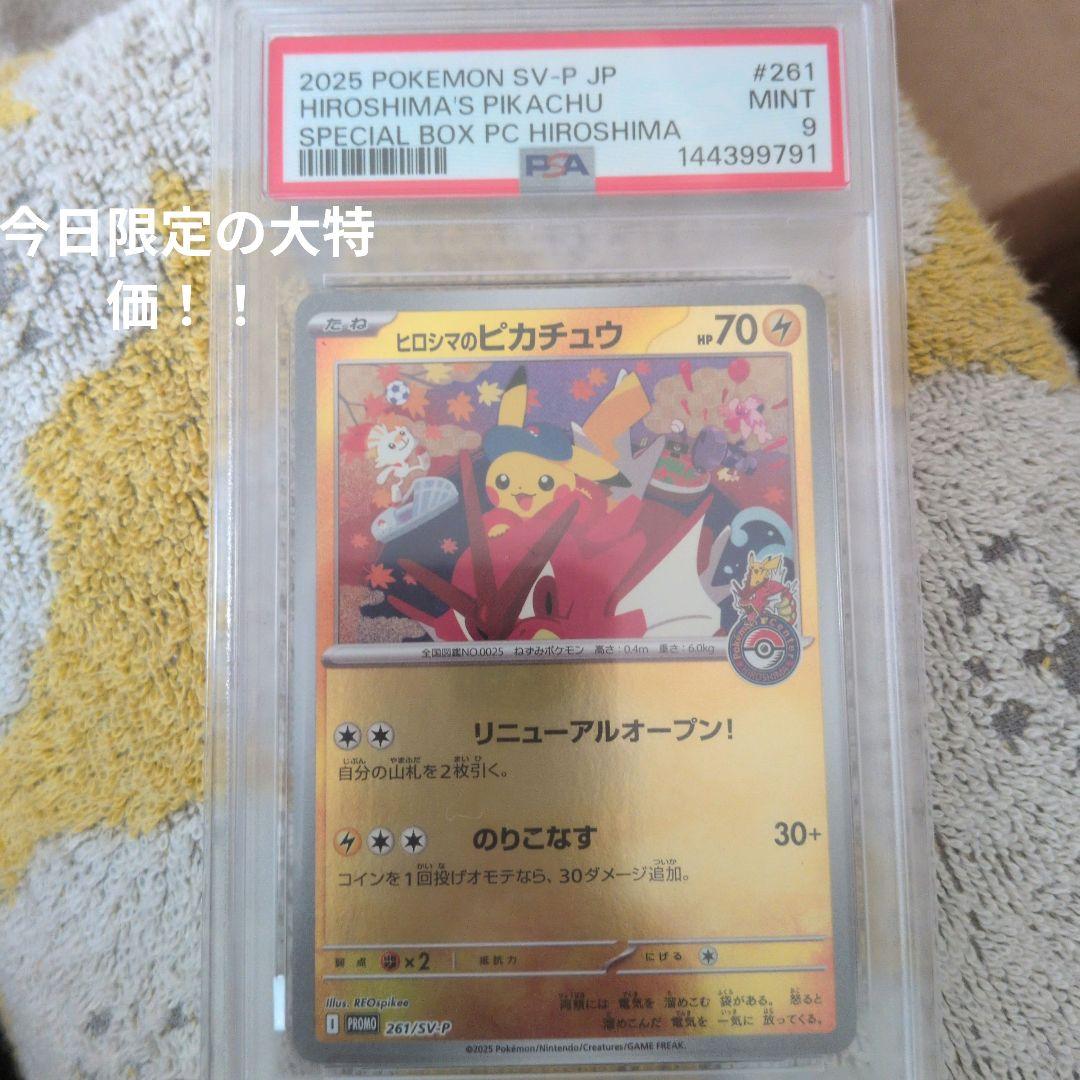 2025 POKEMON SV-P JP #261
HIROSHIMA'S PIKACHU MINT
SPECIAL BOX PC HIROSHIMA 9
PSA 144399791
今日限定の大特
価！！
たね ヒロシマのピカチュウ HP70
全国図鑑NO.0025 ねずみポケモン 高さ:0.4m 重さ:6.0kg
リニューアルオープン!
自分の山札を2枚引く。
のりこなす 30+
コインを1回投げオモテなら、30ダメージ追加。
弱点 ×2 抵抗力 にげる
Illus. REOspikee
両頬には 電気を 溜めこむ 袋がある。 怒ると
溜めこんだ 電気を 一気に 放ってくる。
I PROMO 261/SV-P
©2025 Pokémon/Nintendo/Creatures/GAME FREAK.